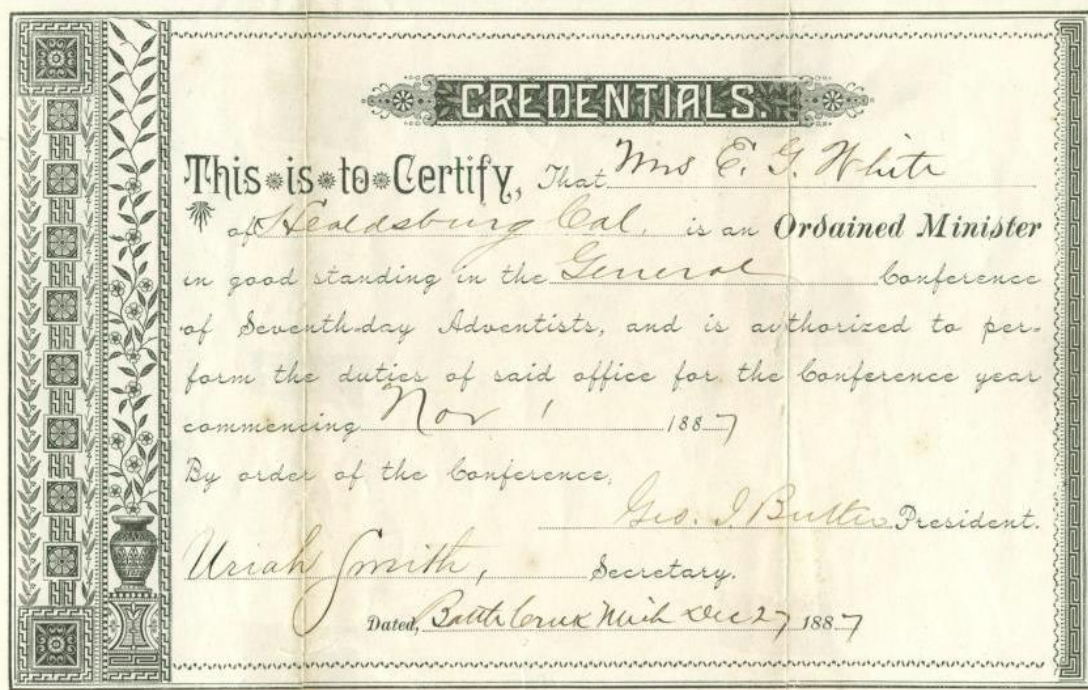 CREDENTIALS.
This is to Certify, That Mrs E. G. White
of Healdsburg Cal. is an Ordained Minister
in good standing in the General Conference
of Seventh-day Adventists, and is authorized to per-
form the duties of said office for the Conference year
commencing Nov 1 1887
By order of the Conference,
Geo. I. Butler President.
Uriah Smith, Secretary.
Dated, Battle Creek Mich Dec 27 1887